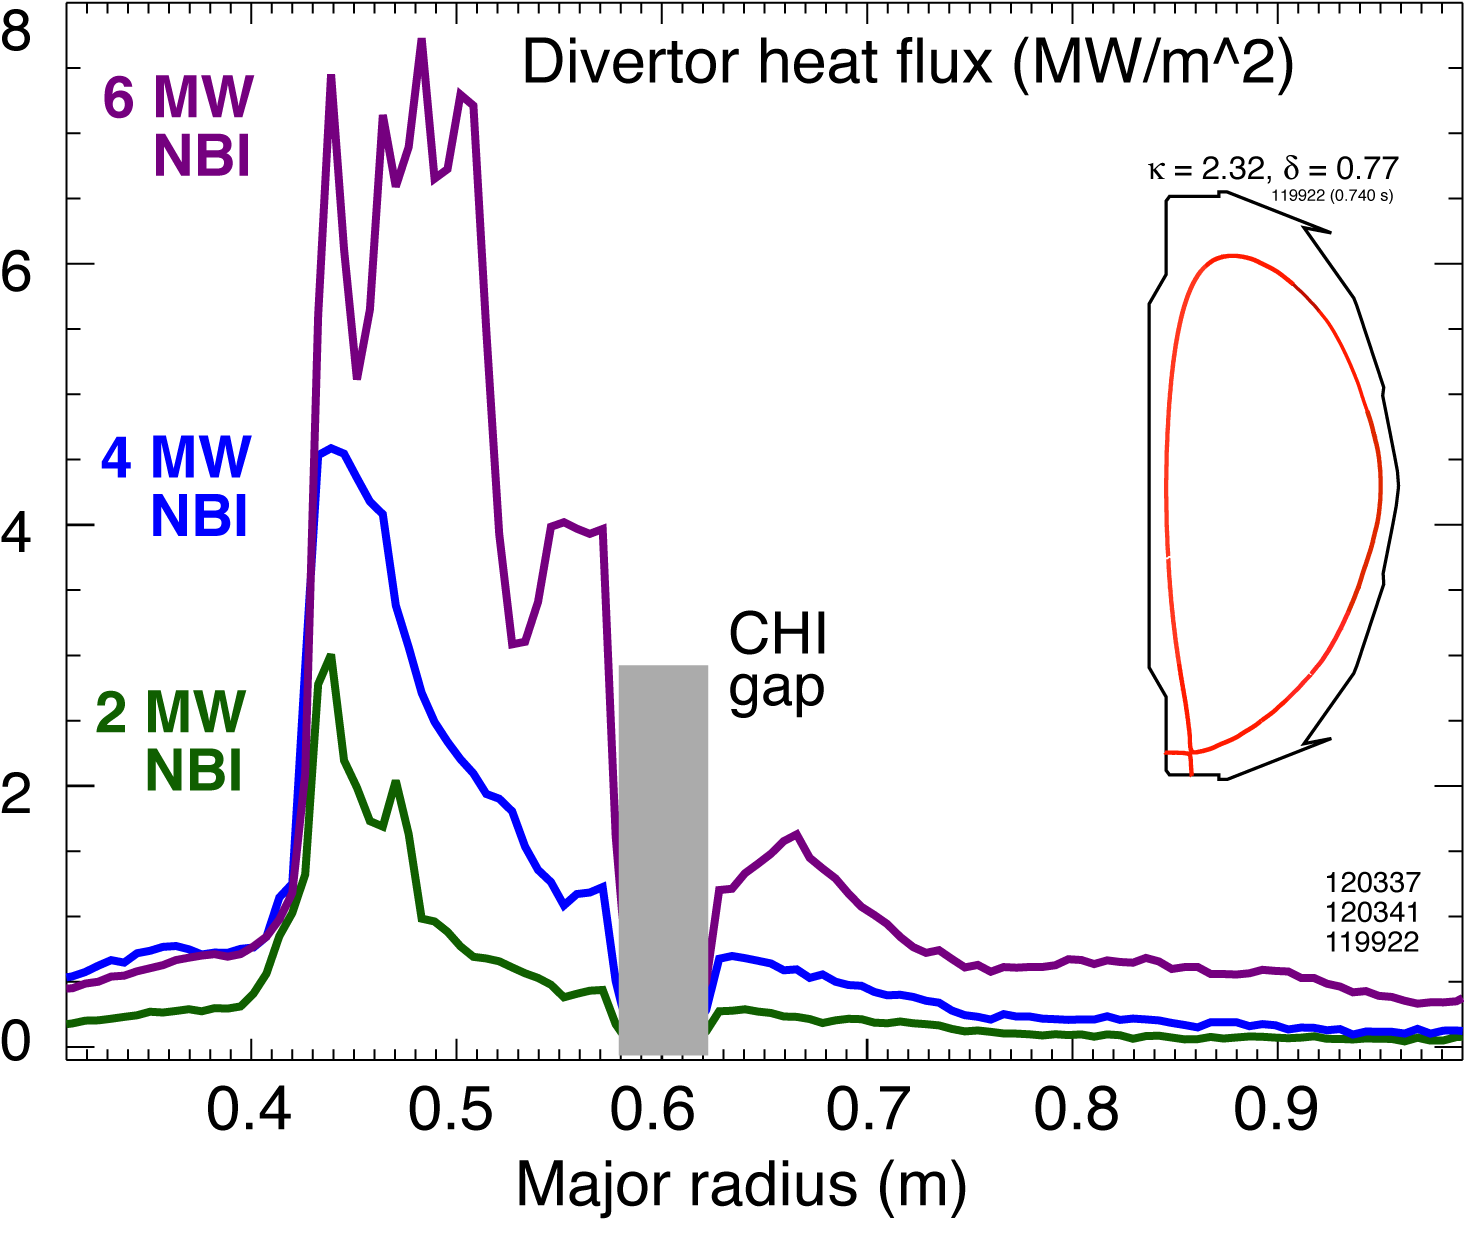 Divertor heat flux (MW/m^2)
8
6
4
2
0
6 MW
NBI
4 MW
NBI
2 MW
NBI
κ = 2.32, δ = 0.77
119922 (0.740 s)
CHI
gap
120337
120341
119922
0.4 0.5 0.6 0.7 0.8 0.9
Major radius (m)